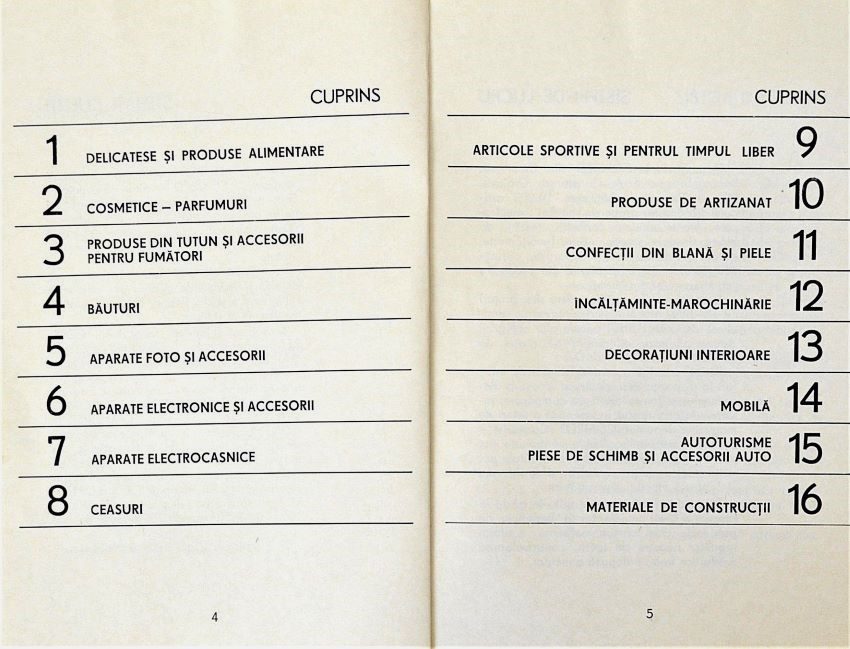 CUPRINS
1 DELICATESE ȘI PRODUSE ALIMENTARE
2 COSMETICE – PARFUMURI
3 PRODUSE DIN TUTUN ȘI ACCESORII
PENTRU FUMĂTORI
4 BĂUTURI
5 APARATE FOTO ȘI ACCESORII
6 APARATE ELECTRONICE ȘI ACCESORII
7 APARATE ELECTROCASNICE
8 CEASURI
4
CUPRINS
ARTICOLE SPORTIVE ȘI PENTRUL TIMPUL LIBER 9
PRODUSE DE ARTIZANAT 10
CONFECȚII DIN BLANĂ ȘI PIELE 11
ÎNCĂLȚĂMINTE-MAROCHINĂRIE 12
DECORAȚIUNI INTERIOARE 13
MOBILĂ 14
AUTOTURISME
PIESE DE SCHIMB ȘI ACCESORII AUTO 15
MATERIALE DE CONSTRUCȚII 16
5